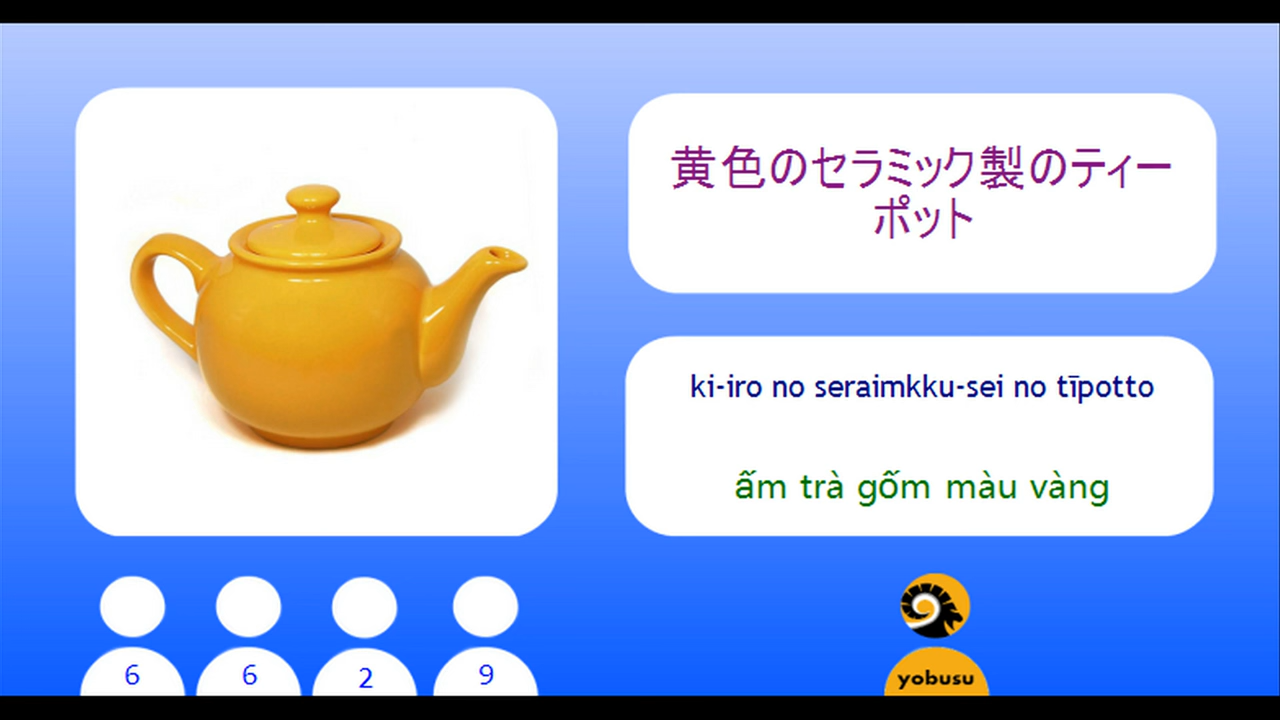 黄色のセラミック製のティー
ポット
ki-iro no seraimkku-sei no tīpotto
ấm trà gốm màu vàng
6 6 2 9
yobusu